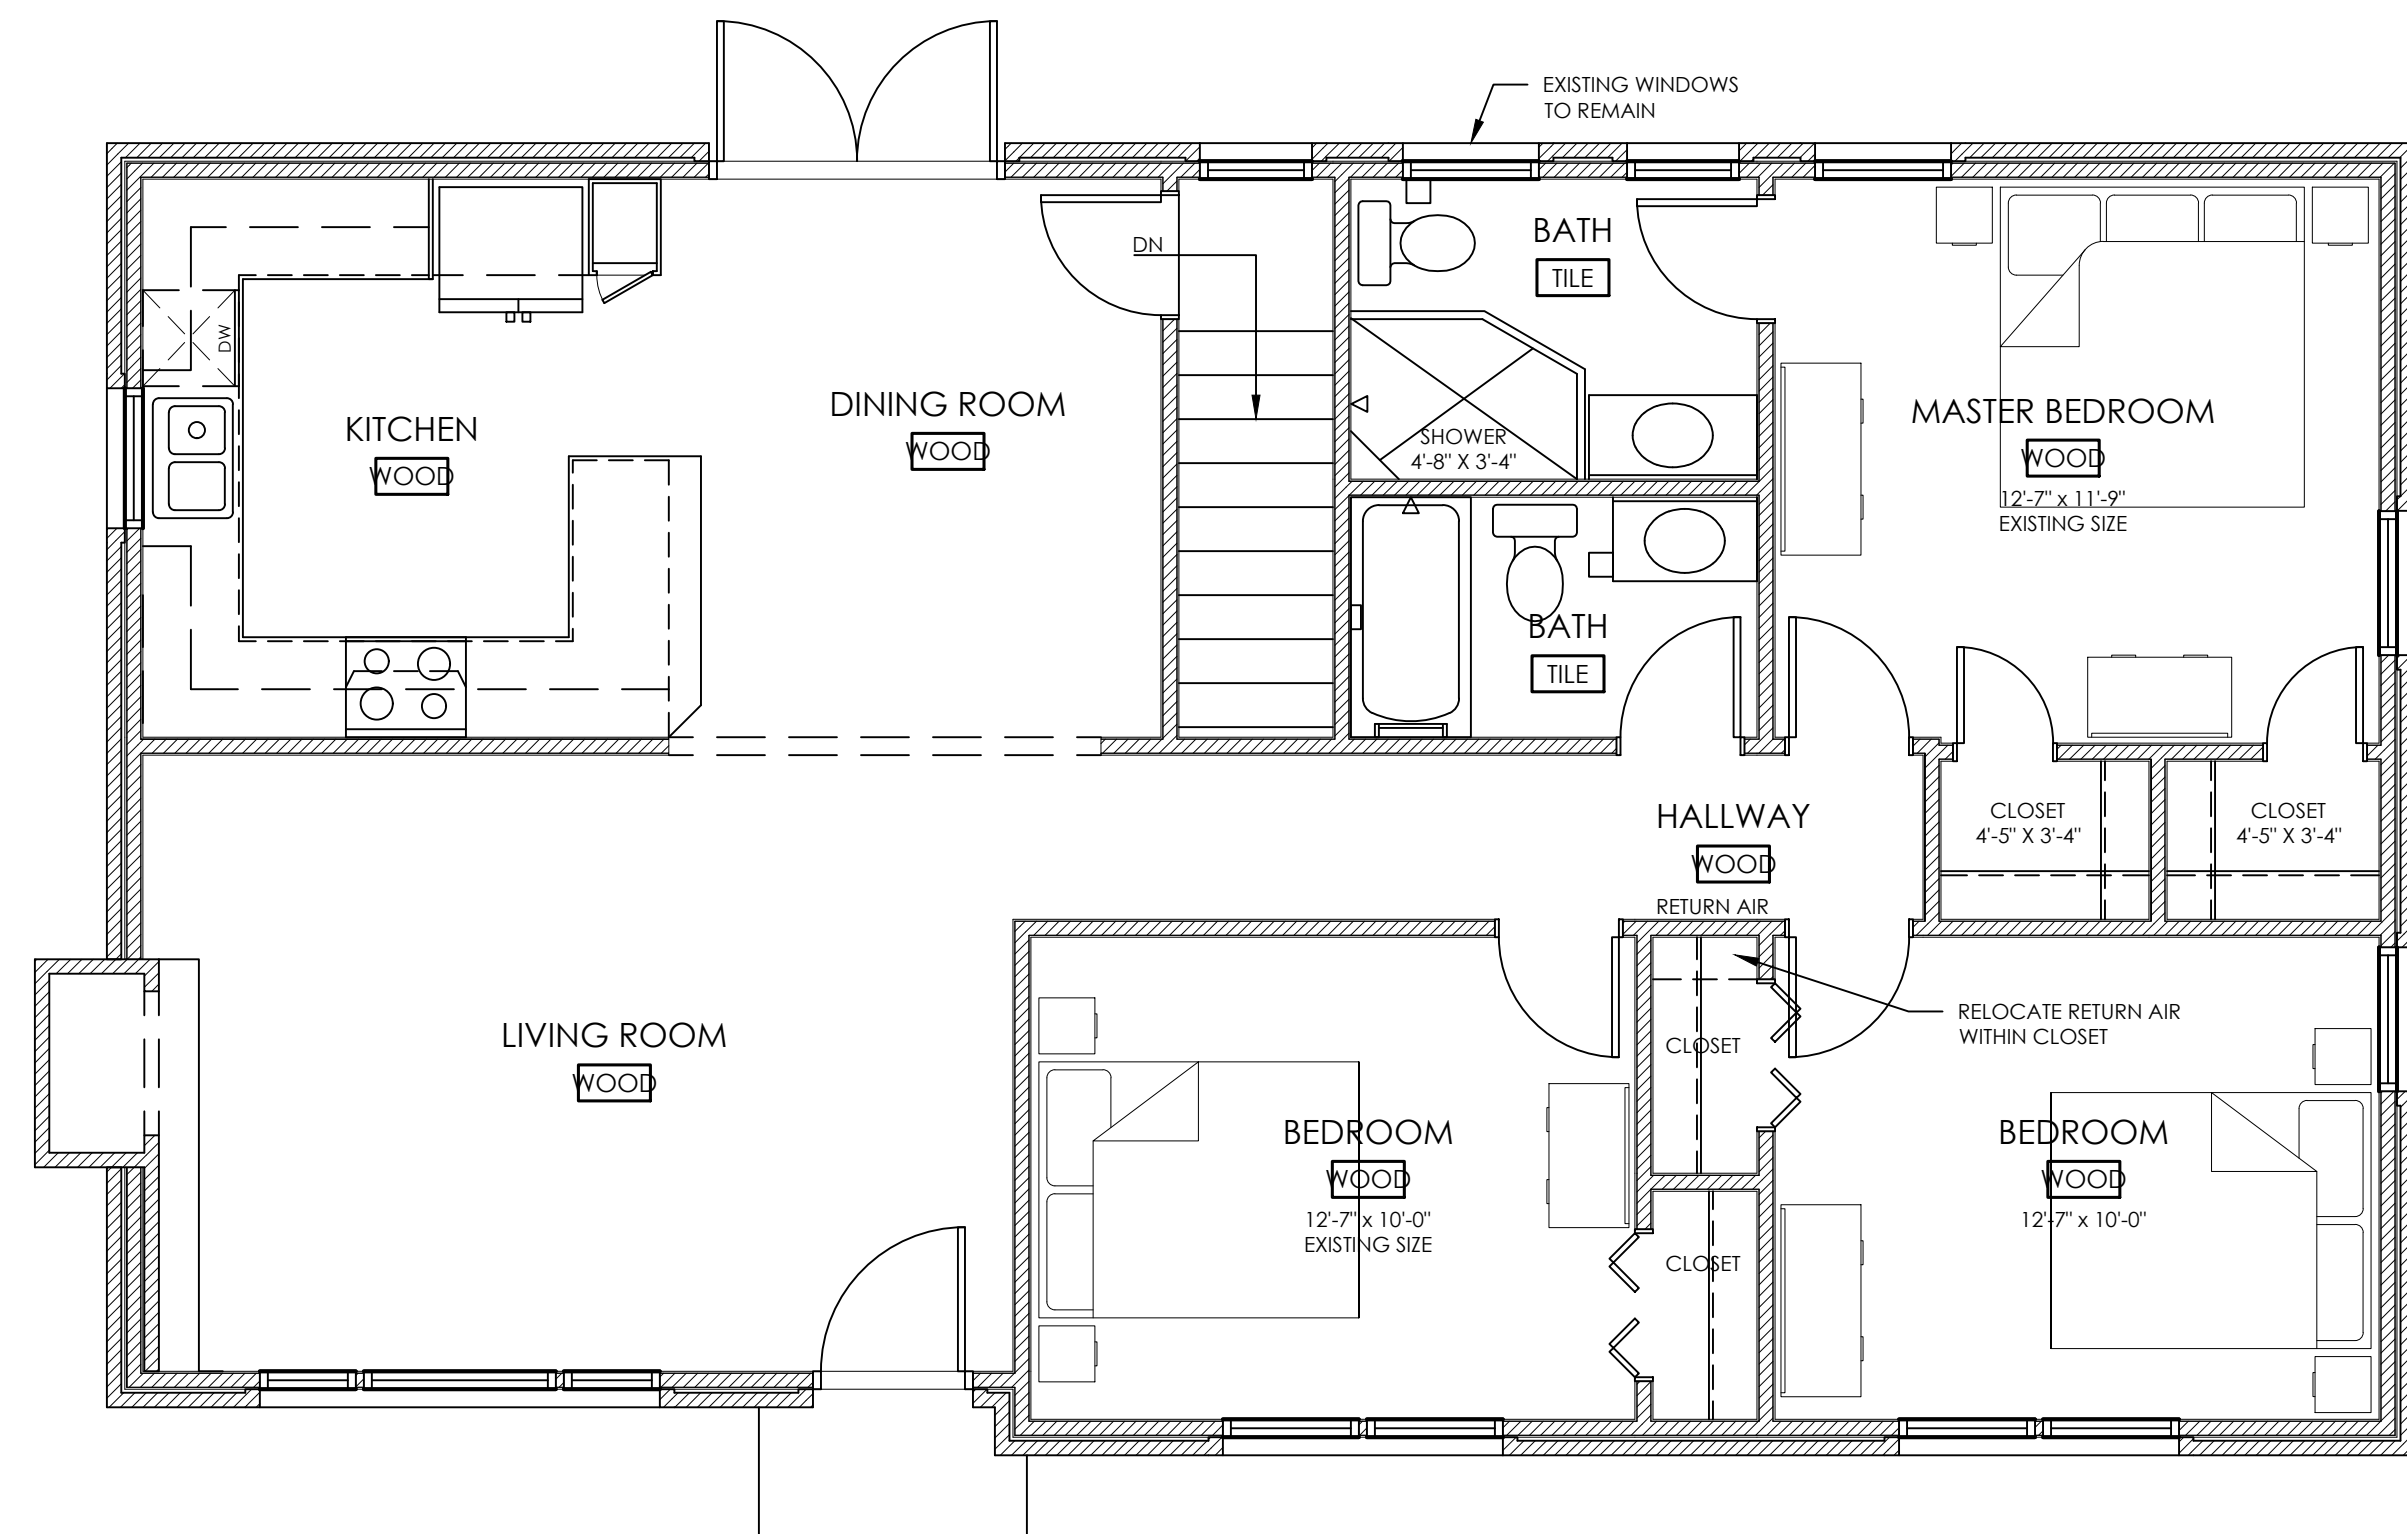 EXISTING WINDOWS
TO REMAIN
DN
BATH
TILE
DW
KITCHEN
WOOD
DINING ROOM
WOOD
SHOWER
4'-8" X 3'-4"
MASTER BEDROOM
WOOD
12'-7" x 11'-9"
EXISTING SIZE
BATH
TILE
HALLWAY
WOOD
RETURN AIR
CLOSET
4'-5" X 3'-4"
CLOSET
4'-5" X 3'-4"
LIVING ROOM
WOOD
RELOCATE RETURN AIR
WITHIN CLOSET
CLOSET
BEDROOM
WOOD
12'-7" x 10'-0"
EXISTING SIZE
CLOSET
BEDROOM
WOOD
12'-7" x 10'-0"